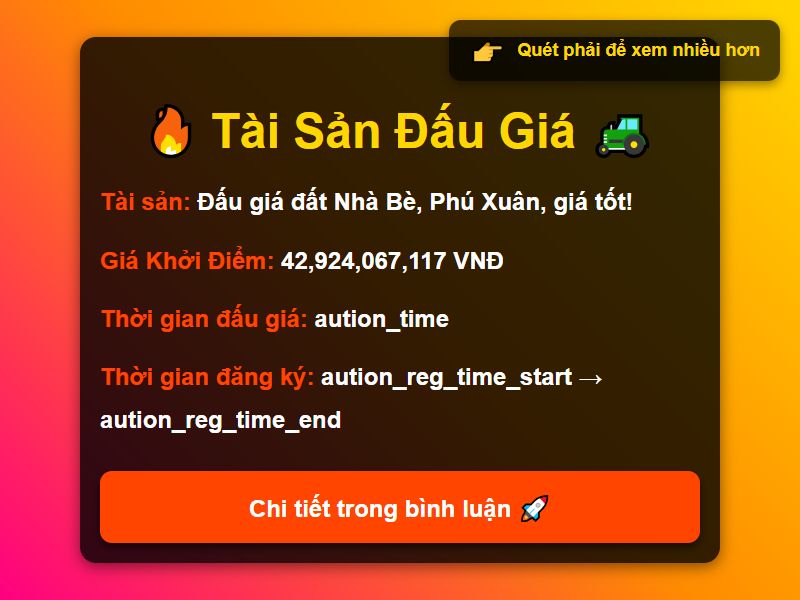 Quét phải để xem nhiều hơn
Tài Sản Đấu Giá
Tài sản: Đấu giá đất Nhà Bè, Phú Xuân, giá tốt!
Giá Khởi Điểm: 42,924,067,117 VNĐ
Thời gian đấu giá: aution_time
Thời gian đăng ký: aution_reg_time_start →
aution_reg_time_end
Chi tiết trong bình luận